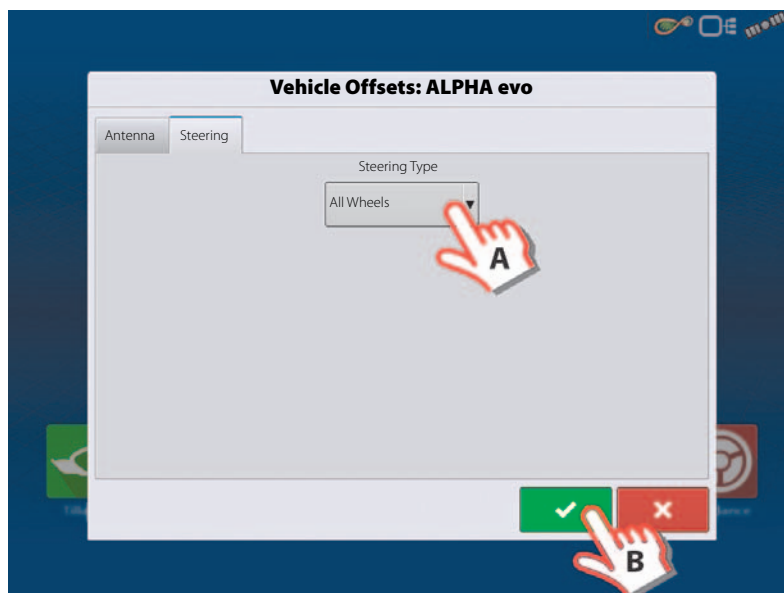 Vehicle Offsets: ALPHA evo
Antenna Steering
Steering Type
All Wheels
A
B